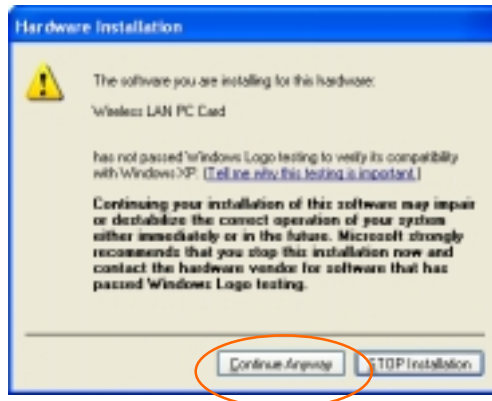 Hardware Installation
The software you are installing for this hardware:
Wireless LAN PC Card
has not passed Windows Logo testing to verify its compatibility
with Windows XP. (Tell me why this testing is important.)
Continuing your installation of this software may impair
or destabilize the correct operation of your system
either immediately or in the future. Microsoft strongly
recommends that you stop this installation now and
contact the hardware vendor for software that has
passed Windows Logo testing.
Continue Anyway
STOP Installation